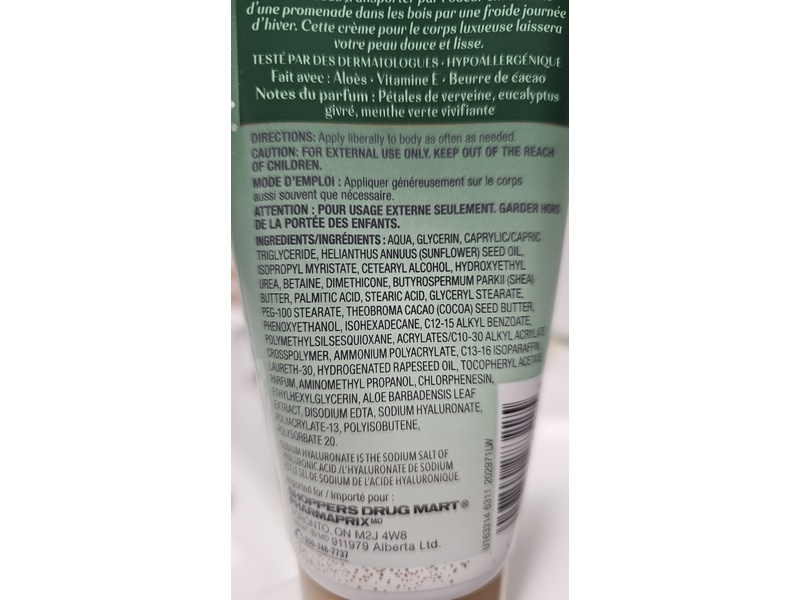 d'une promenade dans les bois par une froide journée
d'hiver. Cette crème pour le corps luxueuse laissera
votre peau douce et lisse.
TESTÉ PAR DES DERMATOLOGUES • HYPOALLERGÉNIQUE
Fait avec : Aloès • Vitamine E • Beurre de cacao
Notes du parfum : Pétales de verveine, eucalyptus
givré, menthe verte vivifiante
DIRECTIONS: Apply liberally to body as often as needed.
CAUTION: FOR EXTERNAL USE ONLY. KEEP OUT OF THE REACH
OF CHILDREN.
MODE D'EMPLOI : Appliquer généreusement sur le corps
aussi souvent que nécessaire.
ATTENTION : POUR USAGE EXTERNE SEULEMENT. GARDER HORS
DE LA PORTÉE DES ENFANTS.
INGREDIENTS/INGRÉDIENTS: AQUA, GLYCERIN, CAPRYLIC/CAPRIC
TRIGLYCERIDE, HELIANTHUS ANNUUS (SUNFLOWER) SEED OIL,
ISOPROPYL MYRISTATE, CETEARYL ALCOHOL, HYDROXYETHYL
UREA, BETAINE, DIMETHICONE, BUTYROSPERMUM PARKII (SHEA)
BUTTER, PALMITIC ACID, STEARIC ACID, GLYCERYL STEARATE,
PEG-100 STEARATE, THEOBROMA CACAO (COCOA) SEED BUTTER,
PHENOXYETHANOL, ISOHEXADECANE, C12-15 ALKYL BENZOATE,
POLYMETHYLSILSESQUIOXANE, ACRYLATES/C10-30 ALKYL ACRYLATE
CROSSPOLYMER, AMMONIUM POLYACRYLATE, C13-16 ISOPARAFFIN,
LAURETH-30, HYDROGENATED RAPESEED OIL, TOCOPHERYL ACETATE,
PARFUM, AMINOMETHYL PROPANOL, CHLORPHENESIN,
ETHYLHEXYLGLYCERIN, ALOE BARBADENSIS LEAF
EXTRACT, DISODIUM EDTA, SODIUM HYALURONATE,
POLYACRYLATE-13, POLYISOBUTENE,
POLYSORBATE 20.
SODIUM HYALURONATE IS THE SODIUM SALT OF
HYALURONIC ACID /L'HYALURONATE DE SODIUM
EST LE SEL DE SODIUM DE L'ACIDE HYALURONIQUE.
Imported for / Importé pour :
SHOPPERS DRUG MART®
PHARMAPRIX MD
TORONTO, ON M2J 4W8
®/MD 911979 Alberta Ltd.
U163314 6311 202971LW